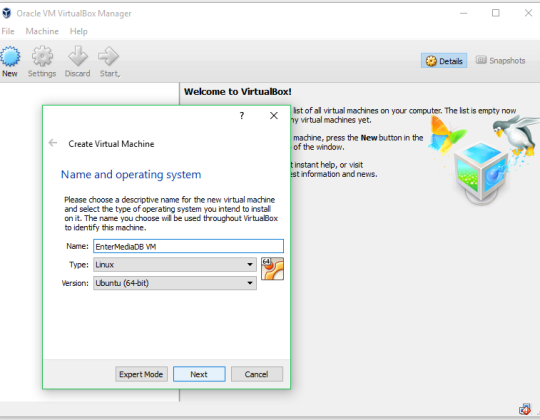 Oracle VM VirtualBox Manager
File Machine Help
New Settings Discard Start,
Details Snapshots
Welcome to VirtualBox!
list of all virtual machines on your computer. The list is empty now
ny virtual machines yet.
machine, press the New button in the
of the window.
t instant help, or visit
est information and news.
?
Create Virtual Machine
Name and operating system
Please choose a descriptive name for the new virtual machine
and select the type of operating system you intend to install
on it. The name you choose will be used throughout VirtualBox
to identify this machine.
Name: EnterMediaDB VM
Type: Linux
64
Version: Ubuntu (64-bit)
Expert Mode Next Cancel